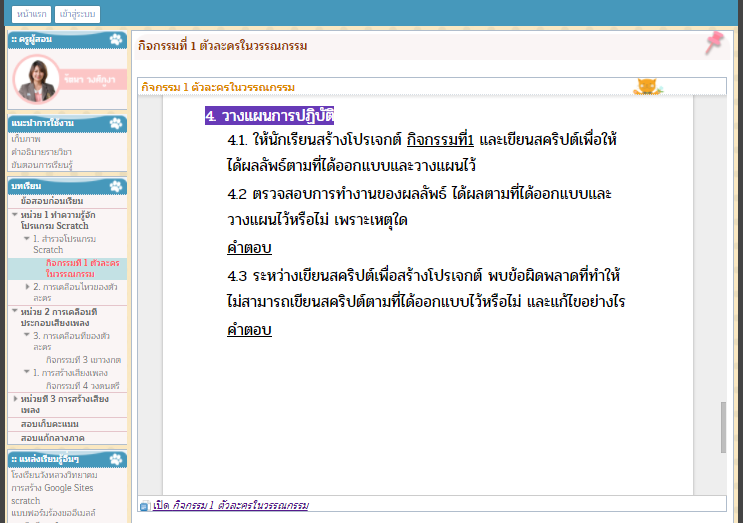 หน้าแรก เข้าสู่ระบบ
:: ครูผู้สอน
แนะนำการใช้งาน
เก็บภาพ
คำอธิบายรายวิชา
ขั้นตอนการเรียนรู้
บทเรียน
ข้อสอบก่อนเรียน
หน่วย 1 ทำความรู้จัก
โปรแกรม Scratch
1. สำรวจโปรแกรม
Scratch
กิจกรรมที่ 1 ตัวละคร
ในวรรณกรรม
2. การเคลื่อนไหวของตัว
ละคร
หน่วย 2 การเคลื่อนที่
ประกอบเสียงเพลง
3. การเคลื่อนที่ของตัว
ละคร
กิจกรรมที่ 3 เขาวงกต
1. การสร้างเสียงเพลง
กิจกรรมที่ 4 วงดนตรี
หน่วยที่ 3 การสร้างเสียง
เพลง
สอบเก็บคะแนน
สอบแก้กลางภาค
:: แหล่งเรียนรู้อื่นๆ
โรงเรียนวังหลวงวิทยาคม
การสร้าง Google Sites
scratch
แบบฟอร์มร้องขออีเมลล์
กิจกรรมที่ 1 ตัวละครในวรรณกรรม
กิจกรรม 1 ตัวละครในวรรณกรรม
4. วางแผนการปฏิบัติ
4.1. ให้นักเรียนสร้างโปรเจกต์ กิจกรรมที่1 และเขียนสคริปต์เพื่อให้
ได้ผลลัพธ์ตามที่ได้ออกแบบและวางแผนไว้
4.2 ตรวจสอบการทำงานของผลลัพธ์ ได้ผลตามที่ได้ออกแบบและ
วางแผนไว้หรือไม่ เพราะเหตุใด
คำตอบ
4.3 ระหว่างเขียนสคริปต์เพื่อสร้างโปรเจกต์ พบข้อผิดพลาดที่ทำให้
ไม่สามารถเขียนสคริปต์ตามที่ได้ออกแบบไว้หรือไม่ และแก้ไขอย่างไร
คำตอบ
เปิด กิจกรรม 1 ตัวละครในวรรณกรรม